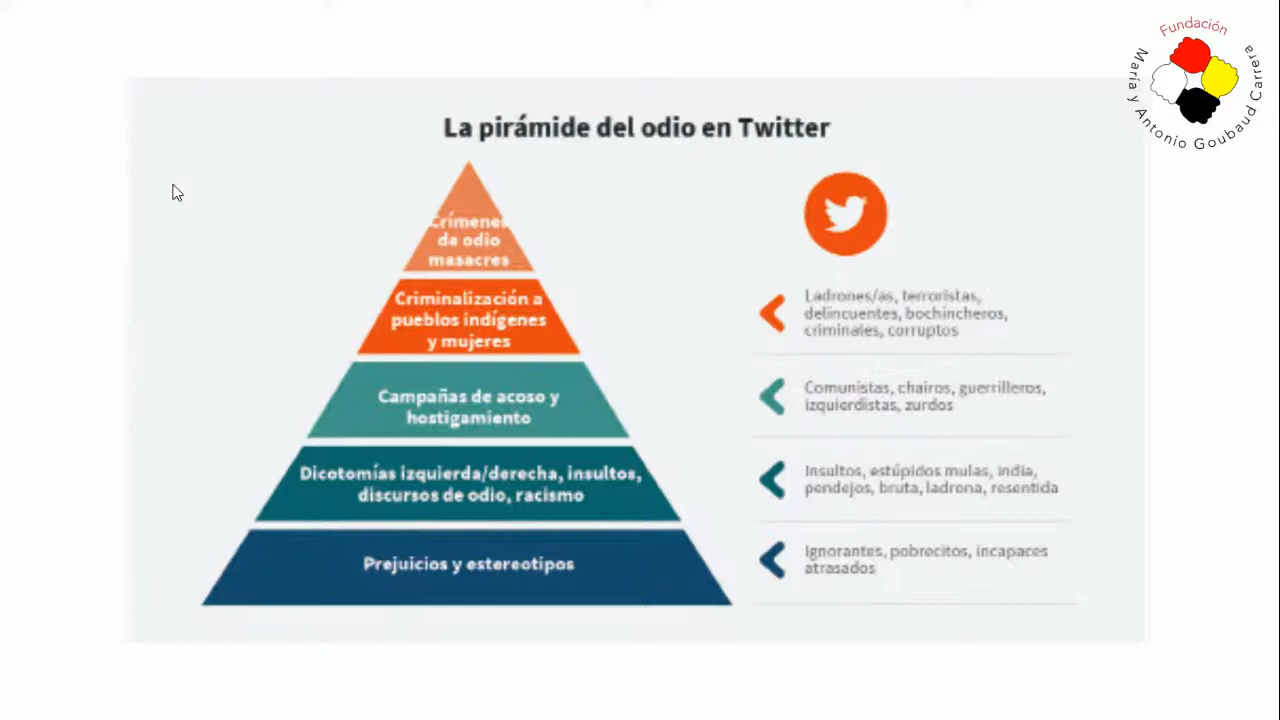 Fundación
María y Antonio Goubaud Carrera
La pirámide del odio en Twitter
Crímenes
de odio
masacres
Criminalización a
pueblos indígenes
y mujeres
Ladrones/as, terroristas,
delincuentes, bochincheros,
criminales, corruptos
Campañas de acoso y
hostigamiento
Comunistas, chairos, guerrilleros,
izquierdistas, zurdos
Dicotomías izquierda/derecha, insultos,
discursos de odio, racismo
Insultos, estúpidos mulas, india,
pendejos, bruta, ladrona, resentida
Prejuicios y estereotipos
Ignorantes, pobrecitos, incapaces
atrasados